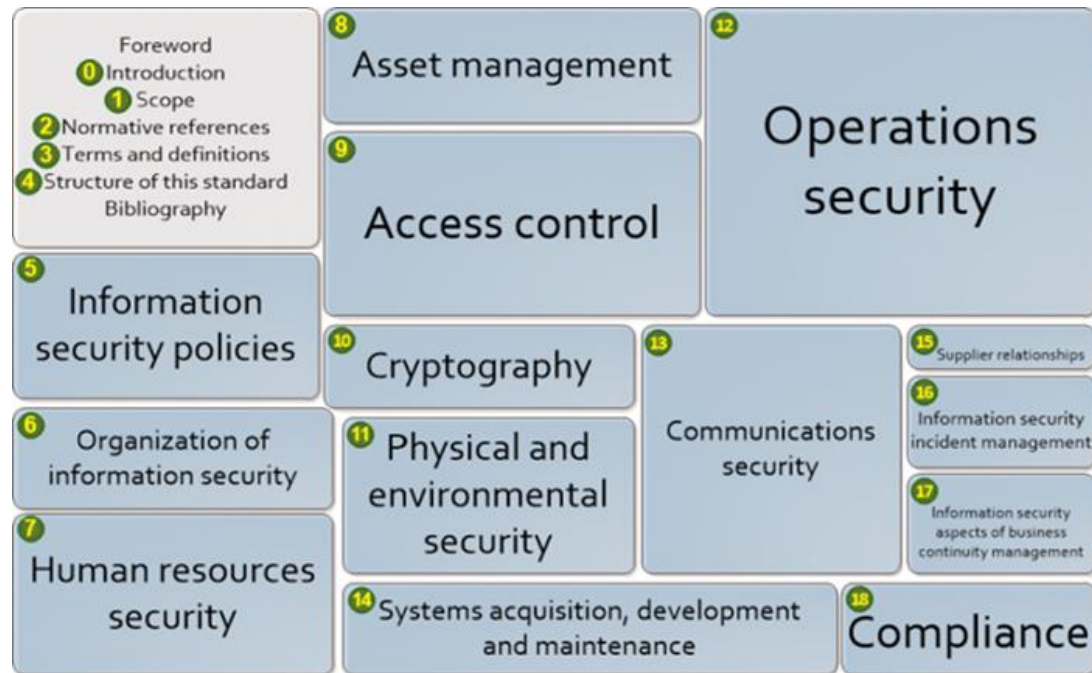 Foreword
0 Introduction
1 Scope
2 Normative references
3 Terms and definitions
4 Structure of this standard
Bibliography
5
Information
security policies
6
Organization of
information security
7
Human resources
security
8
Asset management
9
Access control
10
Cryptography
11
Physical and
environmental
security
12
Operations
security
13
Communications
security
14
Systems acquisition, development
and maintenance
15
Supplier relationships
16
Information security
incident management
17
Information security
aspects of business
continuity management
18
Compliance